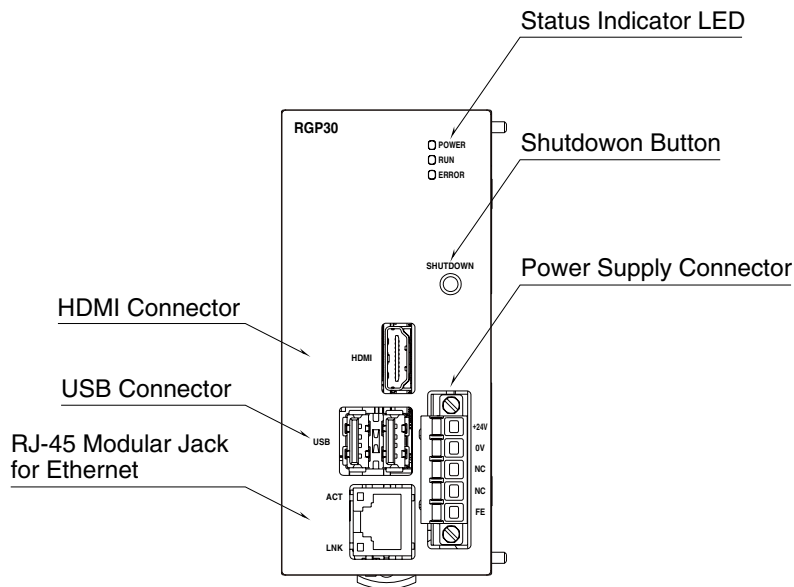 Status Indicator LED
RGP30
POWER
RUN
ERROR
Shutdowon Button
SHUTDOWN
Power Supply Connector
HDMI Connector
HDMI
USB Connector
USB
+24V
0V
NC
NC
FE
RJ-45 Modular Jack
for Ethernet
ACT
LNK